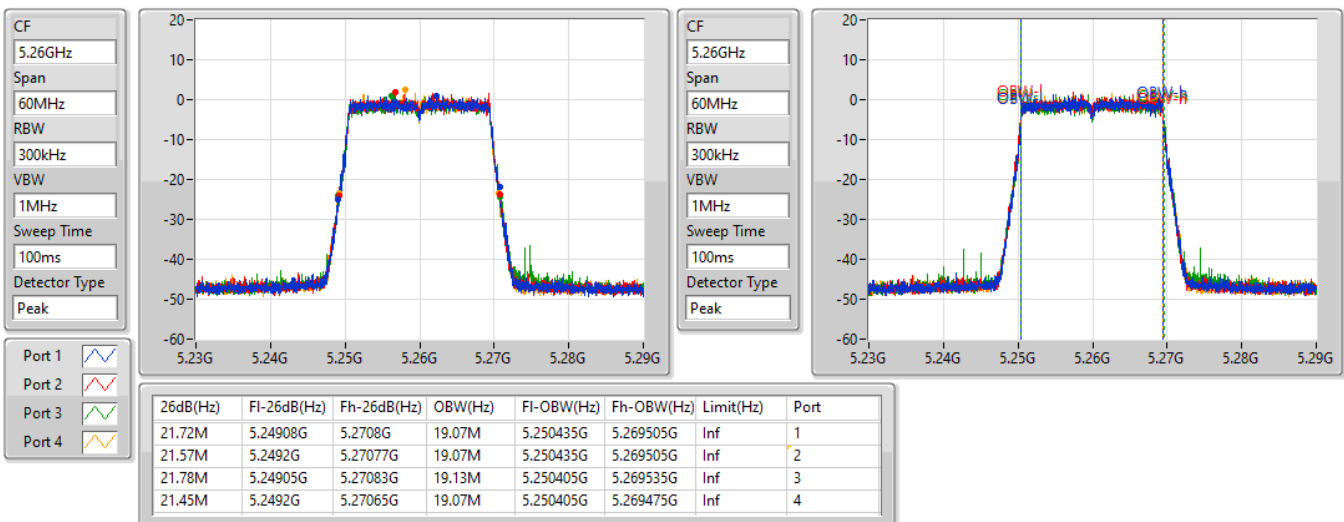 CF
5.26GHz
Span
60MHz
RBW
300kHz
VBW
1MHz
Sweep Time
100ms
Detector Type
Peak
20
10
0
-10
-20
-30
-40
-50
-60
5.23G 5.24G 5.25G 5.26G 5.27G 5.28G 5.29G
CF
5.26GHz
Span
60MHz
RBW
300kHz
VBW
1MHz
Sweep Time
100ms
Detector Type
Peak
20
10
0
-10
-20
-30
-40
-50
-60
OBW-l OBW-h
5.23G 5.24G 5.25G 5.26G 5.27G 5.28G 5.29G
Port 1
Port 2
Port 3
Port 4
26dB(Hz) Fl-26dB(Hz) Fh-26dB(Hz) OBW(Hz) Fl-OBW(Hz) Fh-OBW(Hz) Limit(Hz) Port
21.72M 5.24908G 5.2708G 19.07M 5.250435G 5.269505G Inf 1
21.57M 5.2492G 5.27077G 19.07M 5.250435G 5.269505G Inf 2
21.78M 5.24905G 5.27083G 19.13M 5.250405G 5.269535G Inf 3
21.45M 5.2492G 5.27065G 19.07M 5.250405G 5.269475G Inf 4